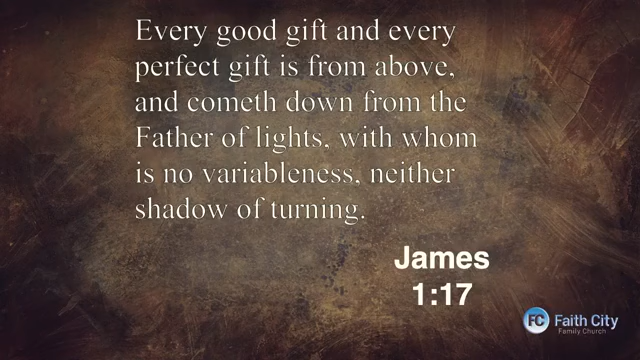 Every good gift and every
perfect gift is from above,
and cometh down from the
Father of lights, with whom
is no variableness, neither
shadow of turning.
James
1:17
FC Faith City
Family Church